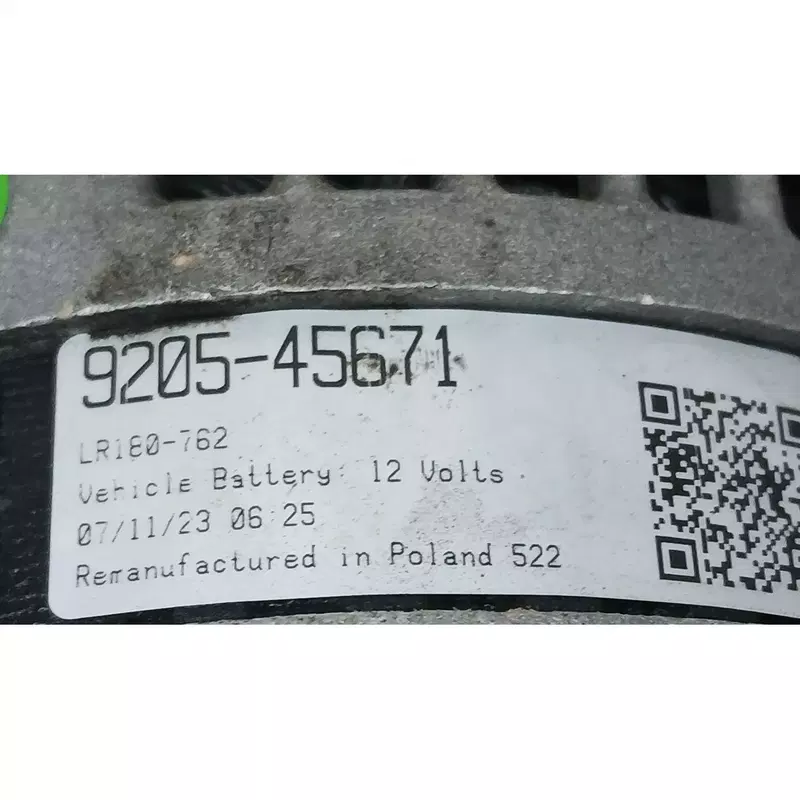 9205-45671
LR180-762
Vehicle Battery: 12 Volts
07/11/23 06:25
Remanufactured in Poland 522